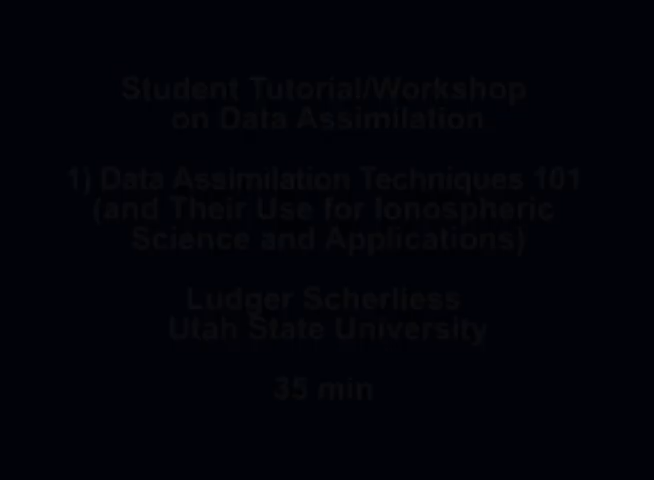 Student Tutorial/Workshop
on Data Assimilation
1) Data Assimilation Techniques 101
(and Their Use for Ionospheric
Science and Applications)
Ludger Scherliess
Utah State University
35 min